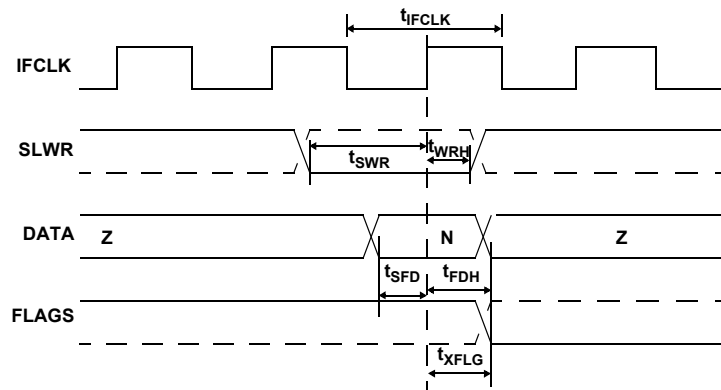 tIFCLK
IFCLK
SLWR
tSWR
tWRH
DATA
Z
N
Z
tSFD
tFDH
FLAGS
tXFLG